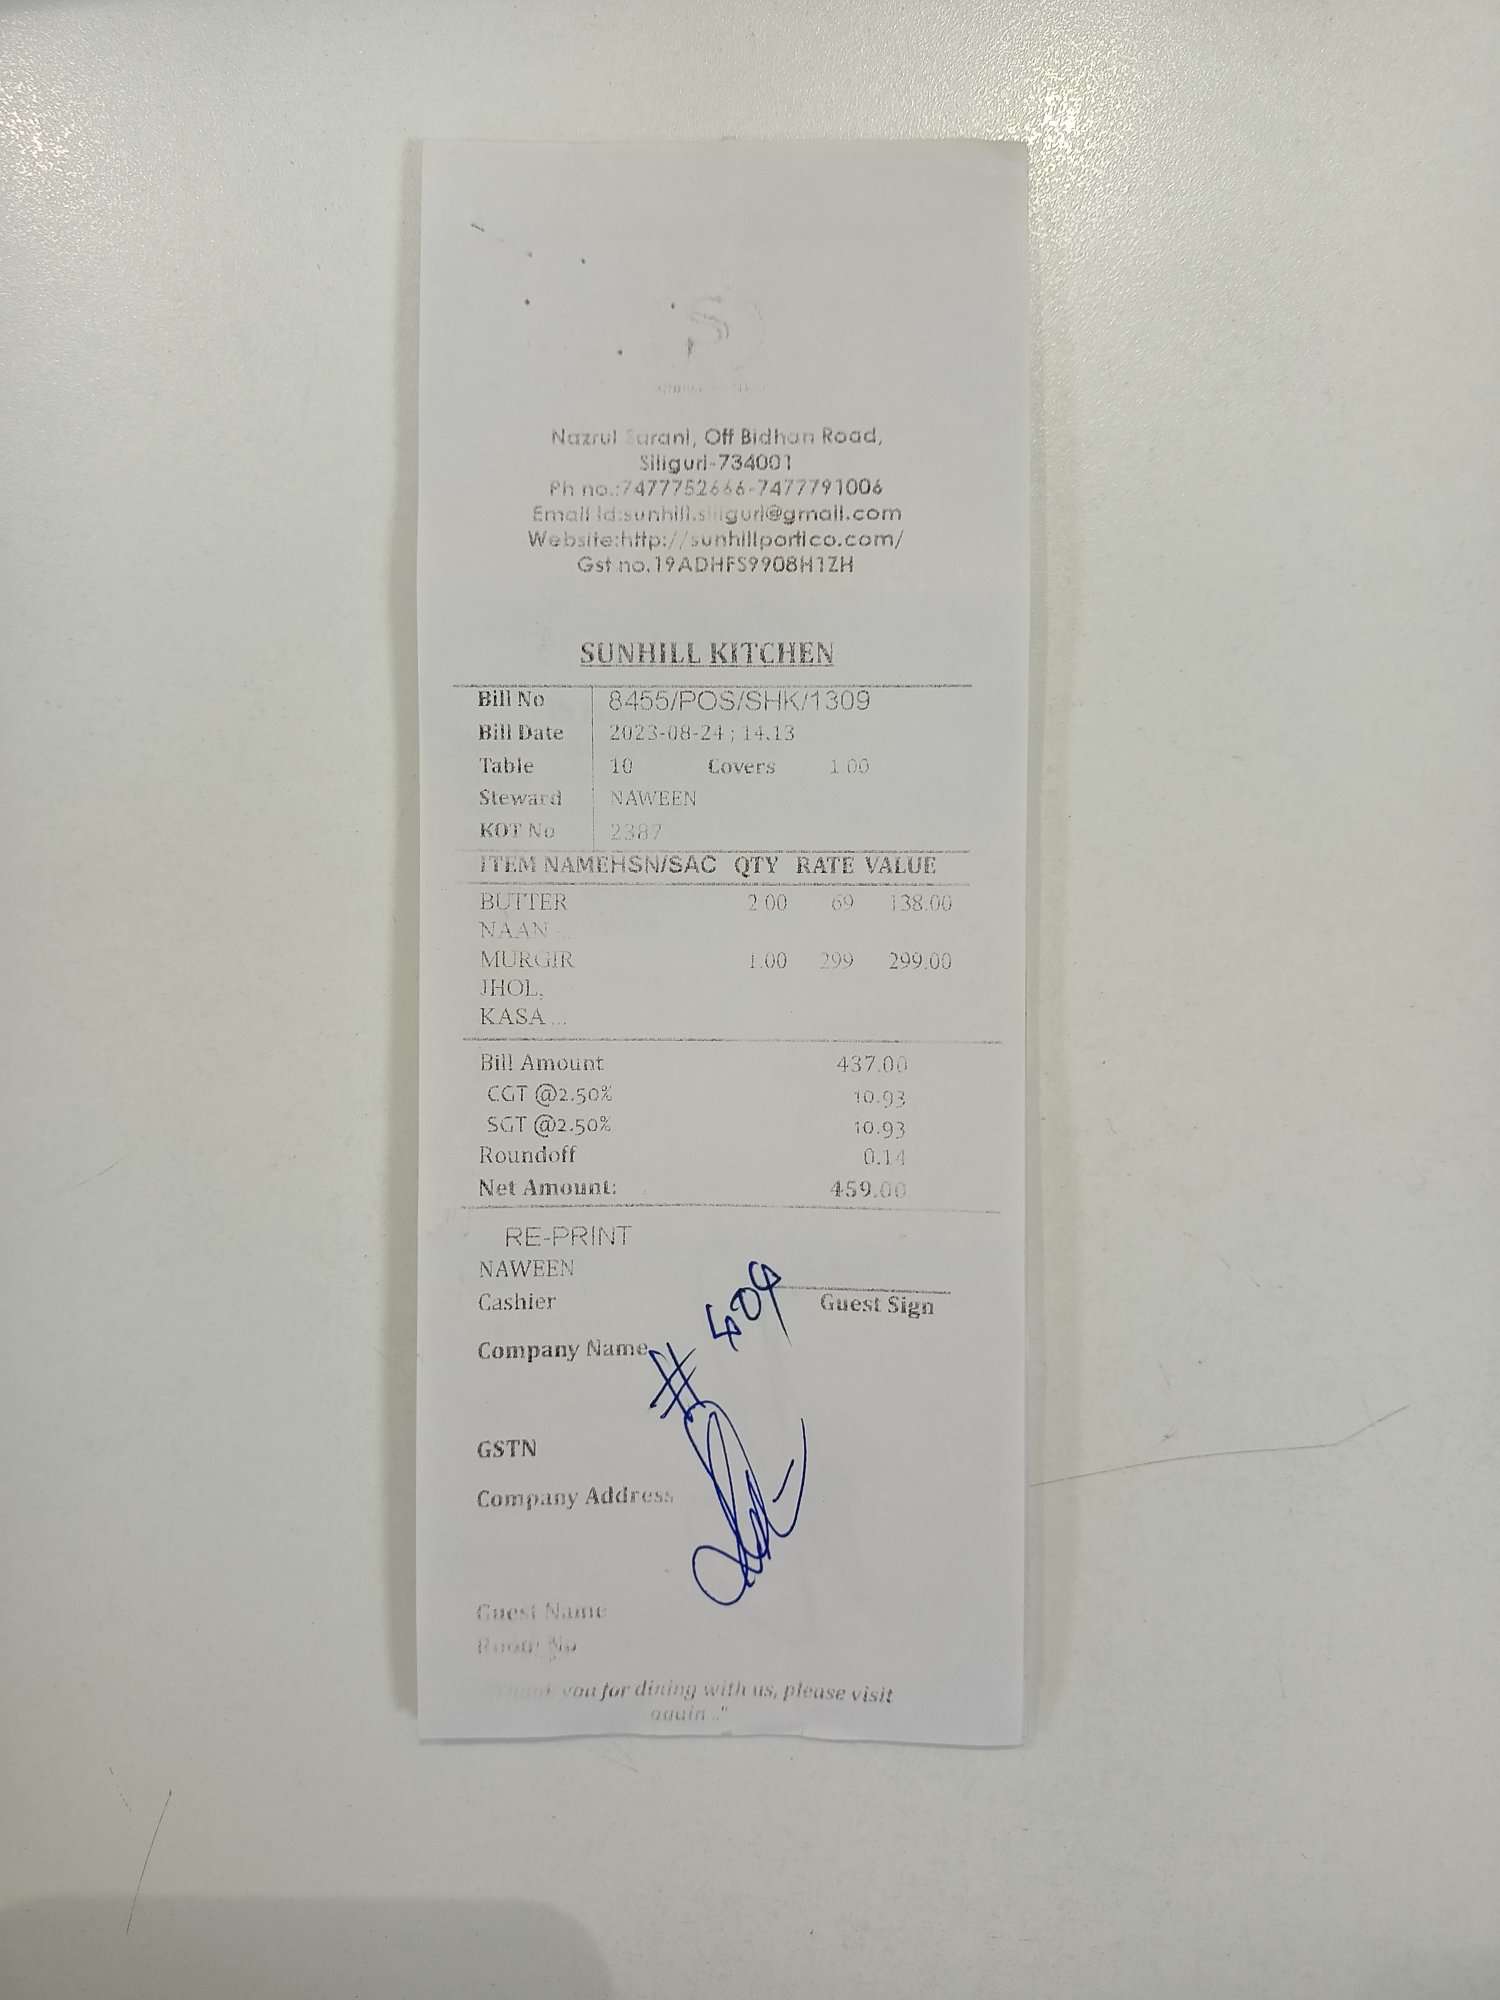 Nazrul Sarani, Off Bidhan Road,
Siliguri-734001
Ph no.:7477752666-7477791006
Email Id:sunhill.siliguri@gmail.com
Website:http://sunhillportico.com/
Gst no.19ADHFS9908H1ZH
SUNHILL KITCHEN
Bill No 8455/POS/SHK/1309
Bill Date 2023-08-24 ; 14.13
Table 10 Covers 1.00
Steward NAWEEN
KOT No 2387
ITEM NAMEHSN/SAC QTY RATE VALUE
BUTTER 2.00 69 138.00
NAAN ...
MURGIR 1.00 299 299.00
JHOL,
KASA ...
Bill Amount 437.00
CGT @2.50% 10.93
SGT @2.50% 10.93
Roundoff 0.14
Net Amount: 459.00
RE-PRINT
NAWEEN
Cashier Guest Sign
# 409
Company Name
GSTN
Company Address
Guest Name
Room No
Thank you for dining with us, please visit
again .."